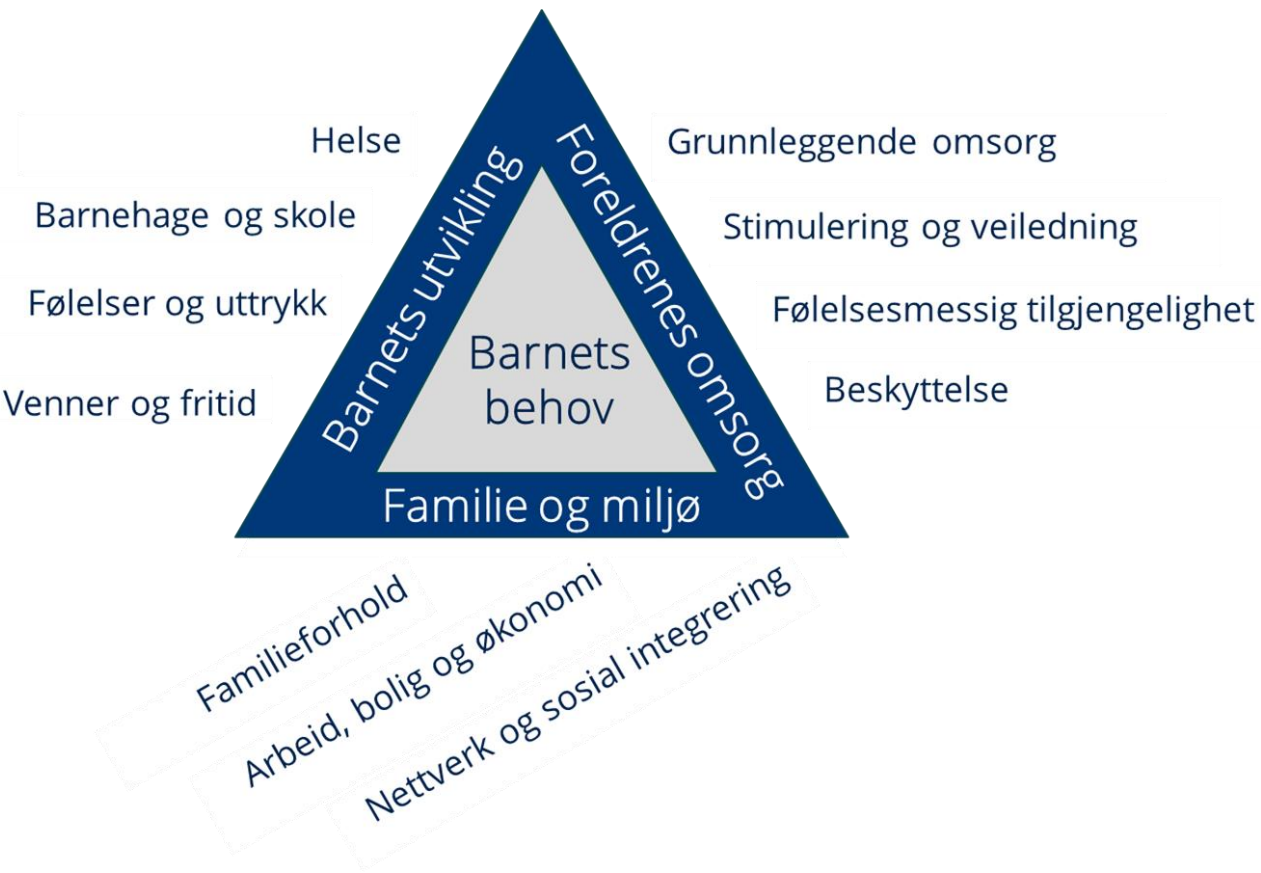 Helse
Barnehage og skole
Følelser og uttrykk
Venner og fritid
Barnets utvikling
Foreldrenes omsorg
Barnets
behov
Familie og miljø
Grunnleggende omsorg
Stimulering og veiledning
Følelsesmessig tilgjengelighet
Beskyttelse
Familieforhold
Arbeid, bolig og økonomi
Nettverk og sosial integrering